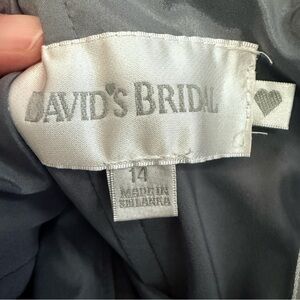 DAVID'S BRIDAL
14
MADE IN
SRI LANKA